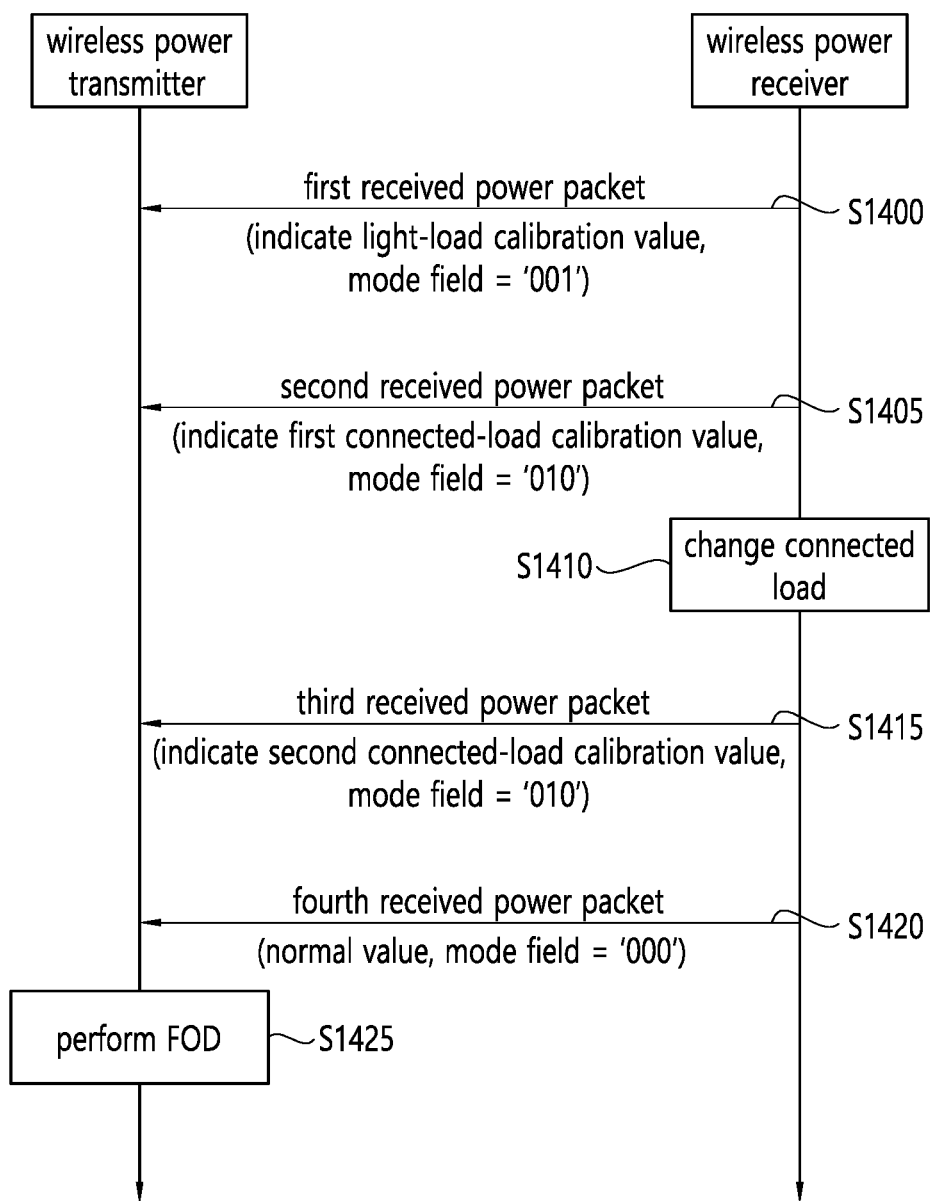 wireless power
transmitter
wireless power
receiver
first received power packet
S1400
(indicate light-load calibration value,
mode field = ‘001’)
second received power packet
S1405
(indicate first connected-load calibration value,
mode field = ‘010’)
S1410
change connected
load
third received power packet
S1415
(indicate second connected-load calibration value,
mode field = ‘010’)
fourth received power packet
S1420
(normal value, mode field = ‘000’)
perform FOD
S1425